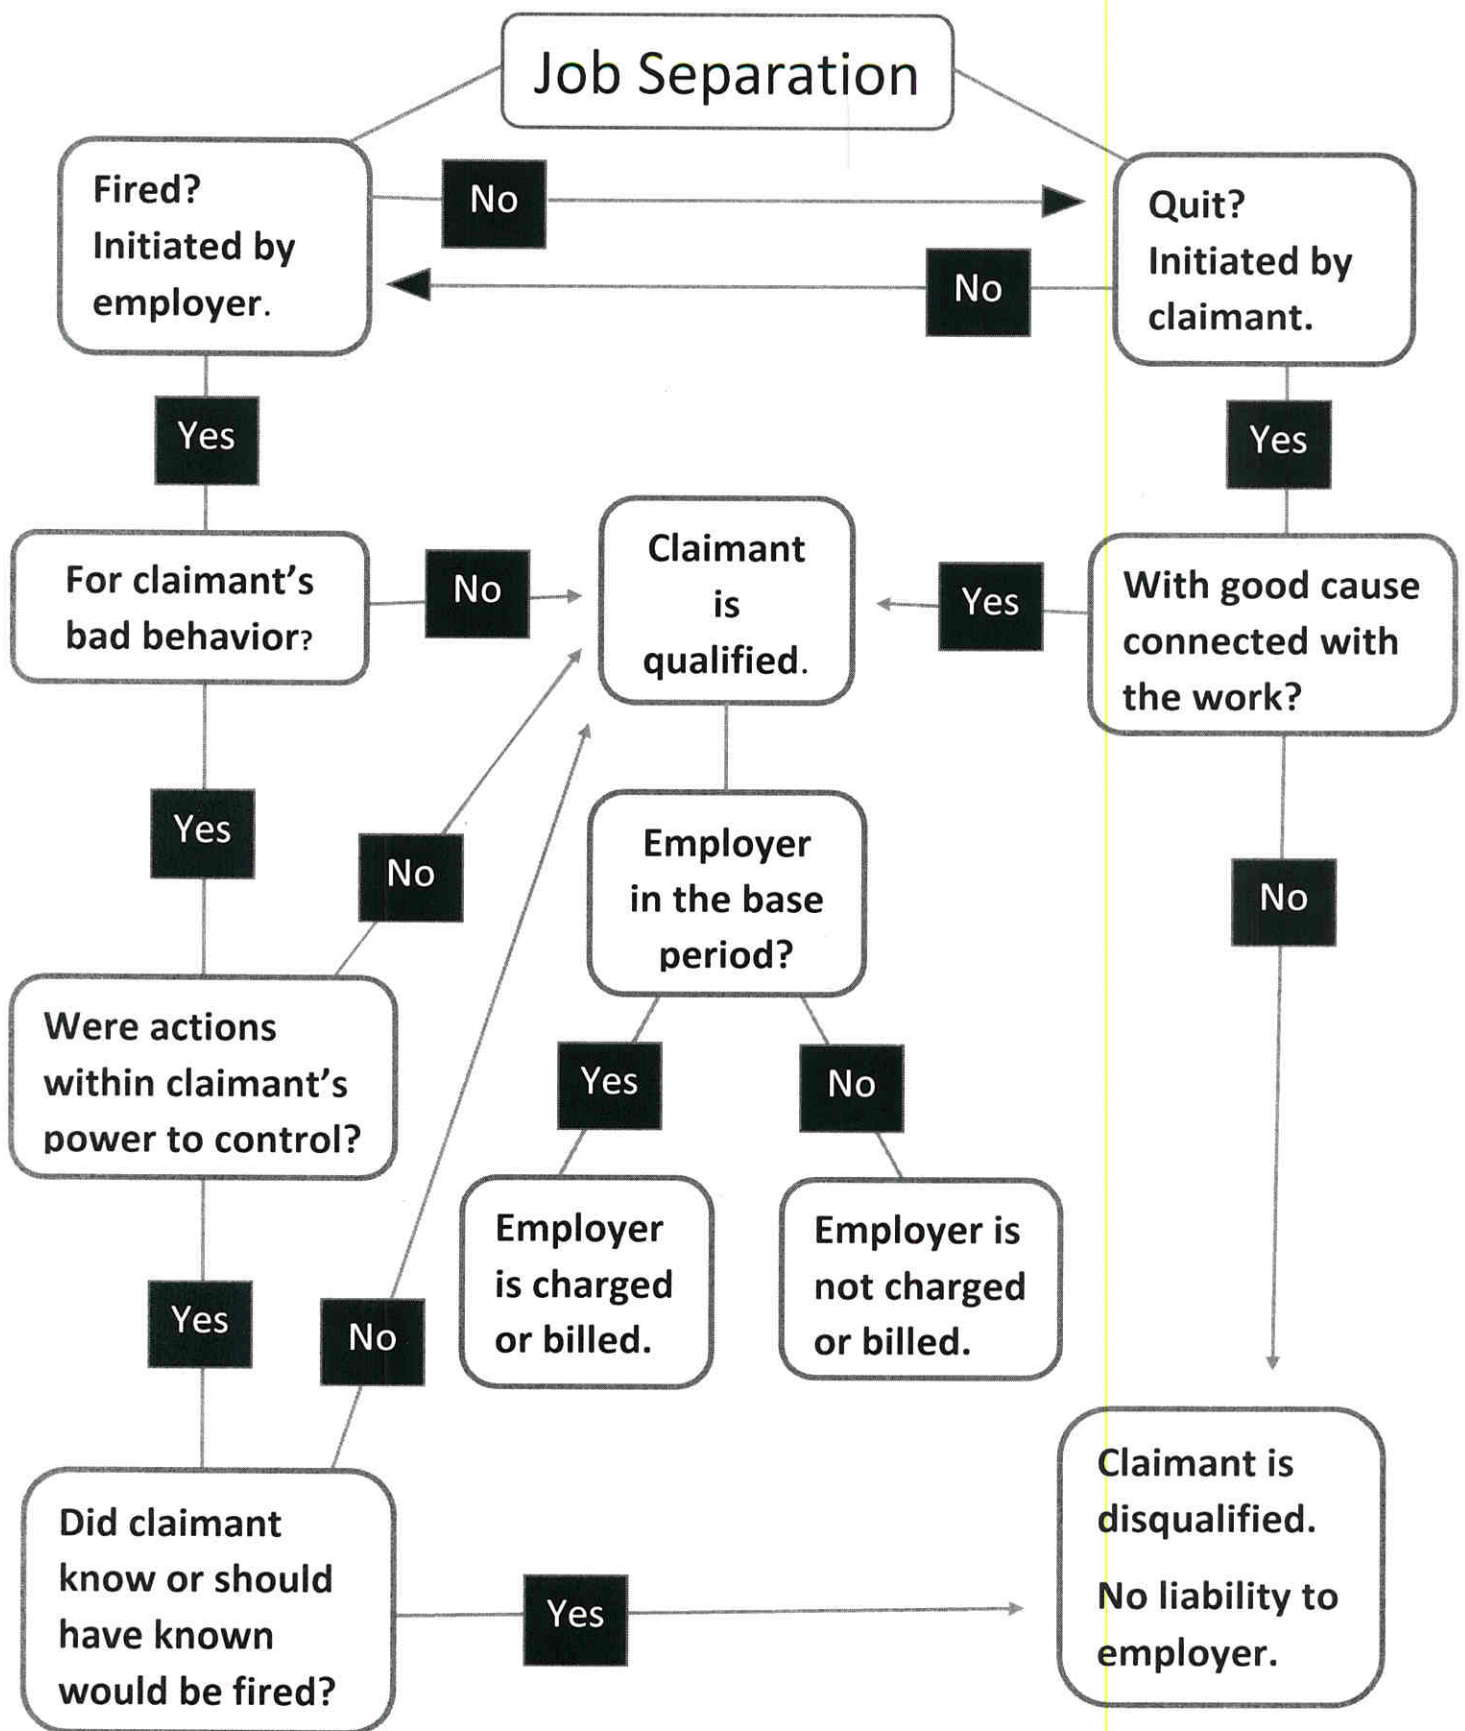 Job Separation
Fired?
Initiated by
employer.
No
Quit?
Initiated by
claimant.
No
Yes
Yes
For claimant's
bad behavior?
No
Claimant
is
qualified.
Yes
With good cause
connected with
the work?
Yes
No
Employer
in the base
period?
No
Were actions
within claimant's
power to control?
Yes
No
Employer
is charged
or billed.
Employer is
not charged
or billed.
Yes
No
Claimant is
disqualified.
No liability to
employer.
Did claimant
know or should
have known
would be fired?
Yes